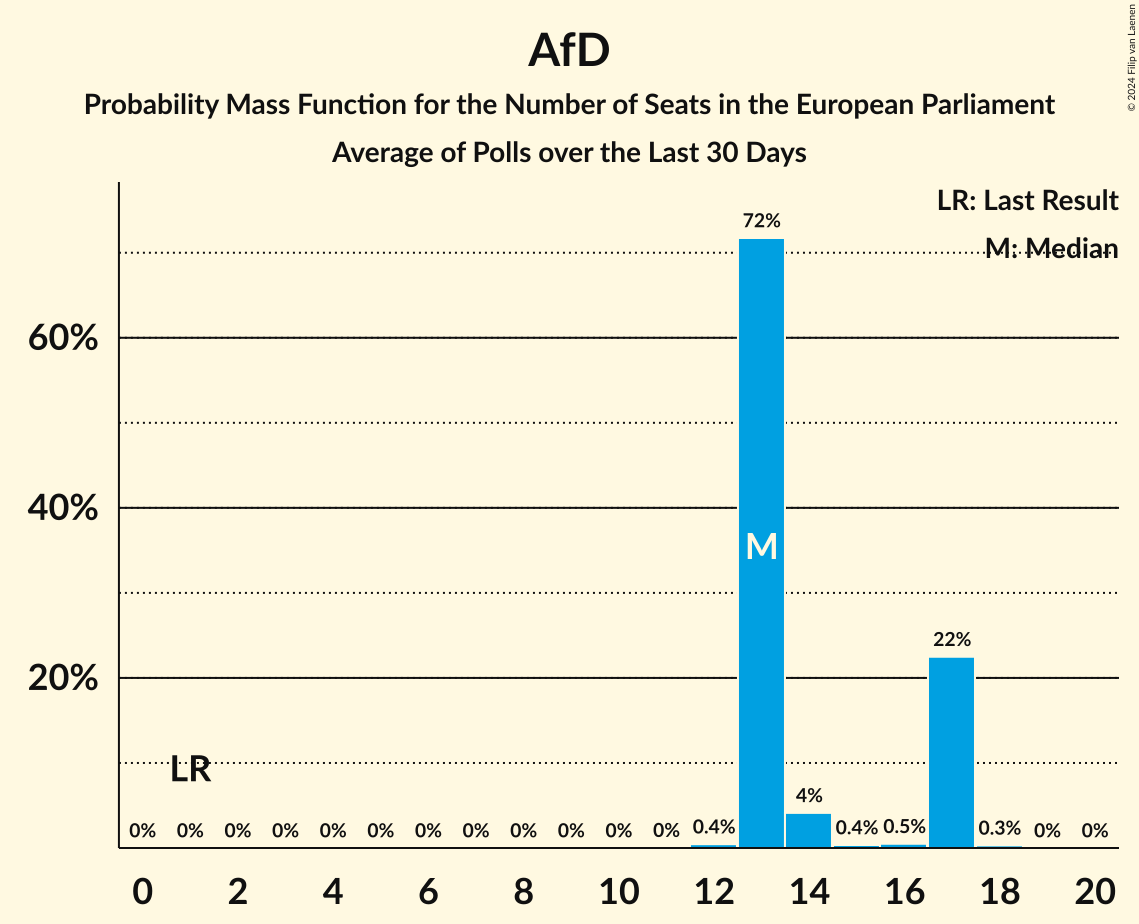 © 2024 Filip van Laenen
AfD
Probability Mass Function for the Number of Seats in the European Parliament
Average of Polls over the Last 30 Days
LR: Last Result
M: Median
72%
60%
40%
M
22%
20%
LR
4%
0% 0% 0% 0% 0% 0% 0% 0% 0% 0% 0% 0% 0.4% 0.4% 0.5% 0.3% 0% 0%
0 2 4 6 8 10 12 14 16 18 20